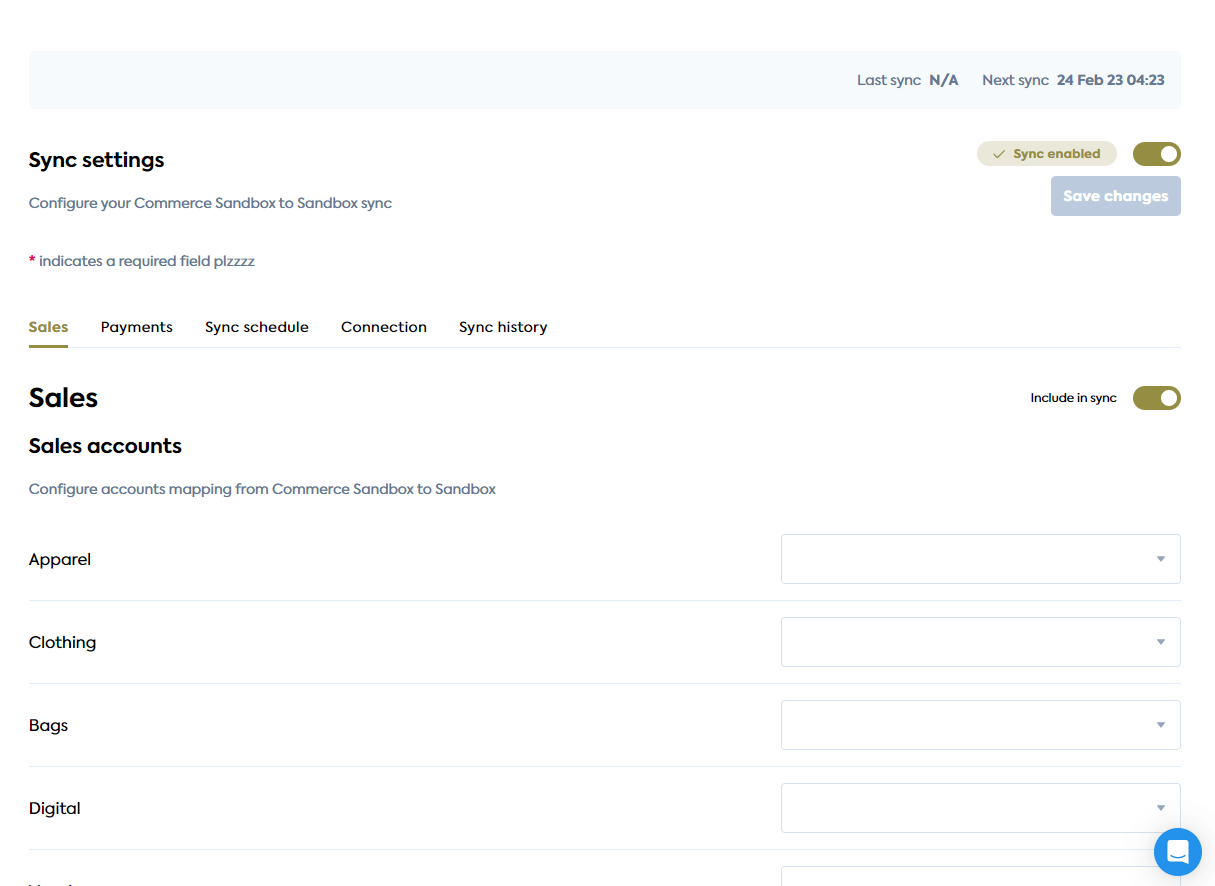 Last sync N/A Next sync 24 Feb 23 04:23
Sync settings
Sync enabled
Configure your Commerce Sandbox to Sandbox sync
Save changes
* indicates a required field plzzzz
Sales Payments Sync schedule Connection Sync history
Sales
Include in sync
Sales accounts
Configure accounts mapping from Commerce Sandbox to Sandbox
Apparel
Clothing
Bags
Digital